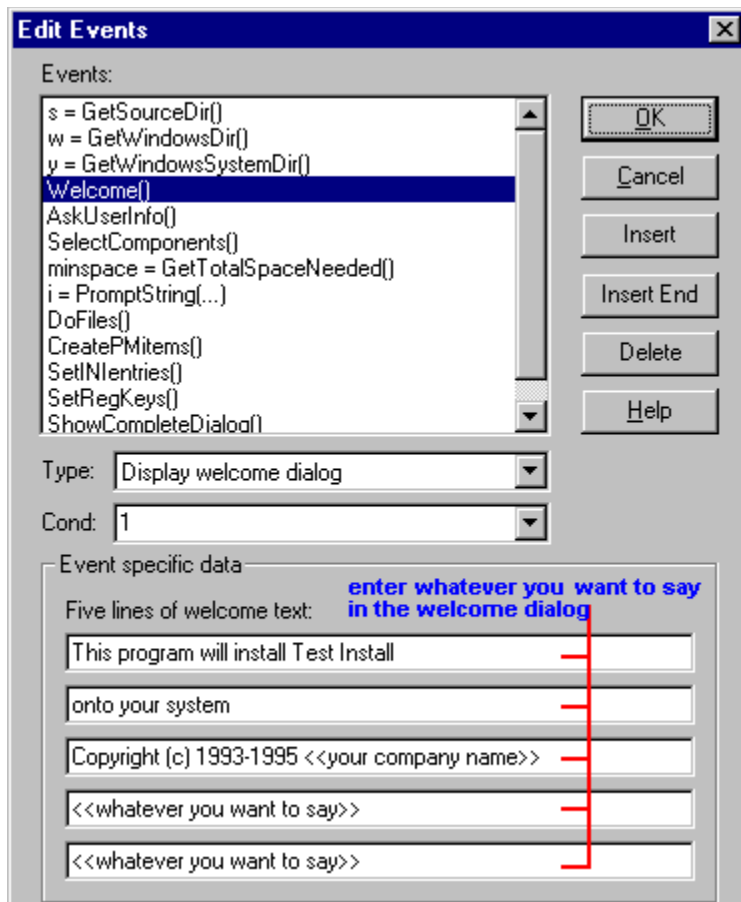 Edit Events
Events:
s = GetSourceDir()
w = GetWindowsDir()
y = GetWindowsSystemDir()
Welcome()
AskUserInfo()
SelectComponents()
minspace = GetTotalSpaceNeeded()
i = PromptString(...)
DoFiles()
CreatePMitems()
SetINIentries()
SetRegKeys()
ShowCompleteDialog()
OK
Cancel
Insert
Insert End
Delete
Help
Type: Display welcome dialog
Cond: 1
Event specific data
enter whatever you want to say
in the welcome dialog
Five lines of welcome text:
This program will install Test Install
onto your system
Copyright (c) 1993-1995 <<your company name>>
<<whatever you want to say>>
<<whatever you want to say>>